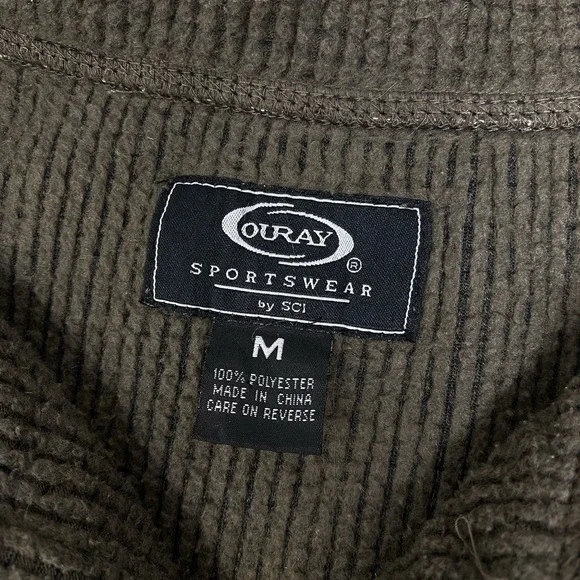 OURAY
®
SPORTSWEAR
by SCI
M
100% POLYESTER
MADE IN CHINA
CARE ON REVERSE